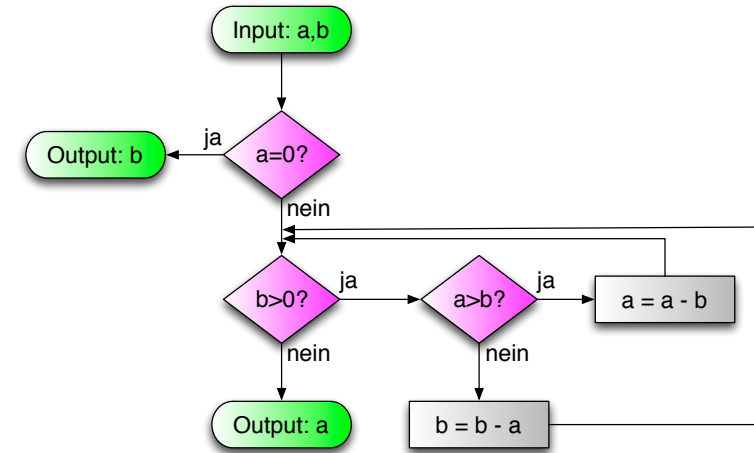 Input: a,b
ja
Output: b
a=0?
nein
b>0?
ja
a>b?
ja
a = a - b
nein
nein
Output: a
b = b - a